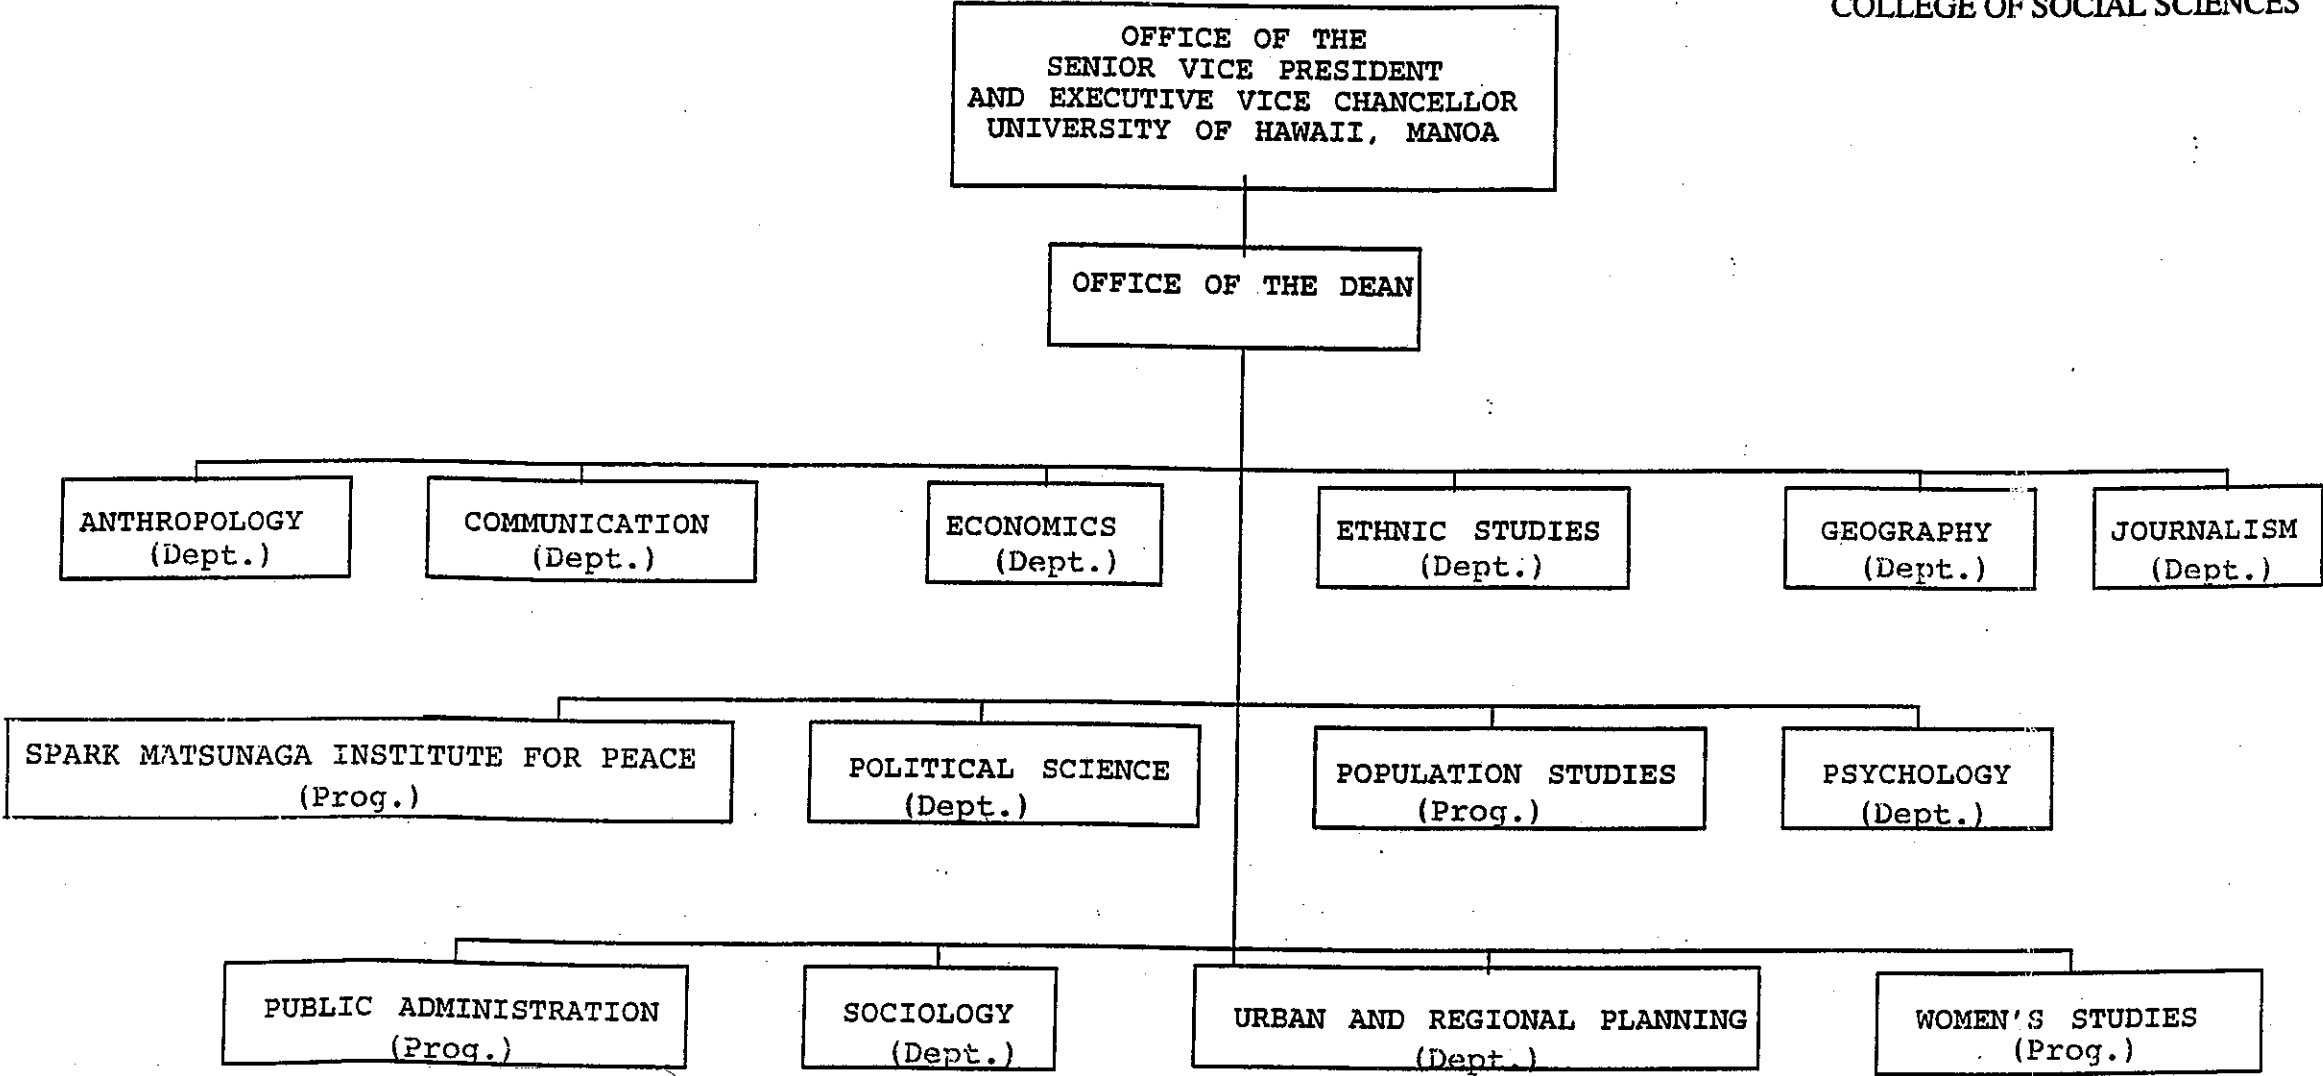 COLLEGE OF SOCIAL SCIENCES
OFFICE OF THE
SENIOR VICE PRESIDENT
AND EXECUTIVE VICE CHANCELLOR
UNIVERSITY OF HAWAII, MANOA
OFFICE OF THE DEAN
ANTHROPOLOGY
(Dept.)
COMMUNICATION
(Dept.)
ECONOMICS
(Dept.)
ETHNIC STUDIES
(Dept.)
GEOGRAPHY
(Dept.)
JOURNALISM
(Dept.)
SPARK MATSUNAGA INSTITUTE FOR PEACE
(Prog.)
POLITICAL SCIENCE
(Dept.)
POPULATION STUDIES
(Prog.)
PSYCHOLOGY
(Dept.)
PUBLIC ADMINISTRATION
(Prog.)
SOCIOLOGY
(Dept.)
URBAN AND REGIONAL PLANNING
(Dept.)
WOMEN'S STUDIES
(Prog.)